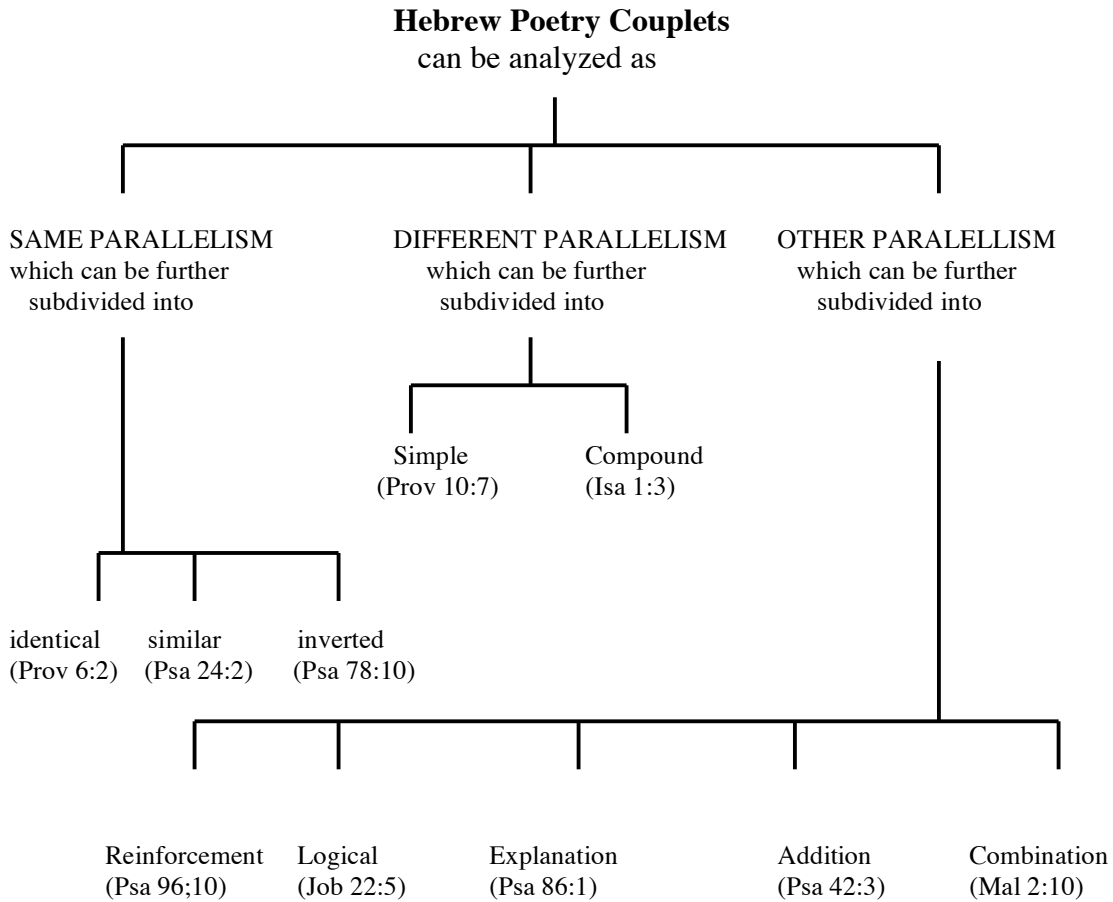 Hebrew Poetry Couplets
can be analyzed as
SAME PARALLELISM
which can be further
subdivided into
DIFFERENT PARALLELISM
which can be further
subdivided into
OTHER PARALELLISM
which can be further
subdivided into
Simple
(Prov 10:7)
Compound
(Isa 1:3)
identical
(Prov 6:2)
similar
(Psa 24:2)
inverted
(Psa 78:10)
Reinforcement
(Psa 96;10)
Logical
(Job 22:5)
Explanation
(Psa 86:1)
Addition
(Psa 42:3)
Combination
(Mal 2:10)